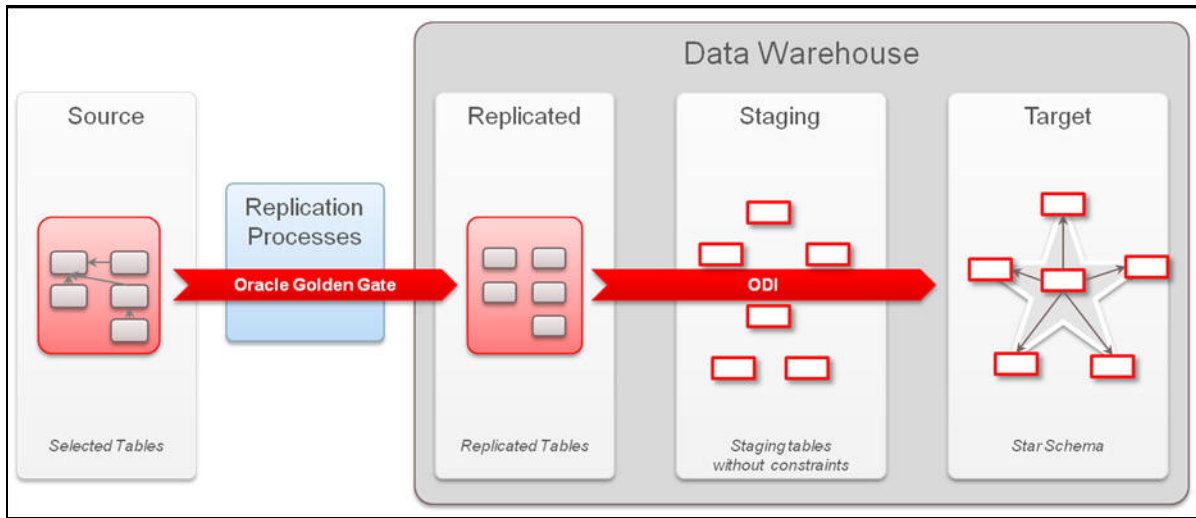 Data Warehouse
Source
Replication
Processes
Replicated
Staging
Target
Oracle Golden Gate
ODI
Selected Tables
Replicated Tables
Staging tables
without constraints
Star Schema